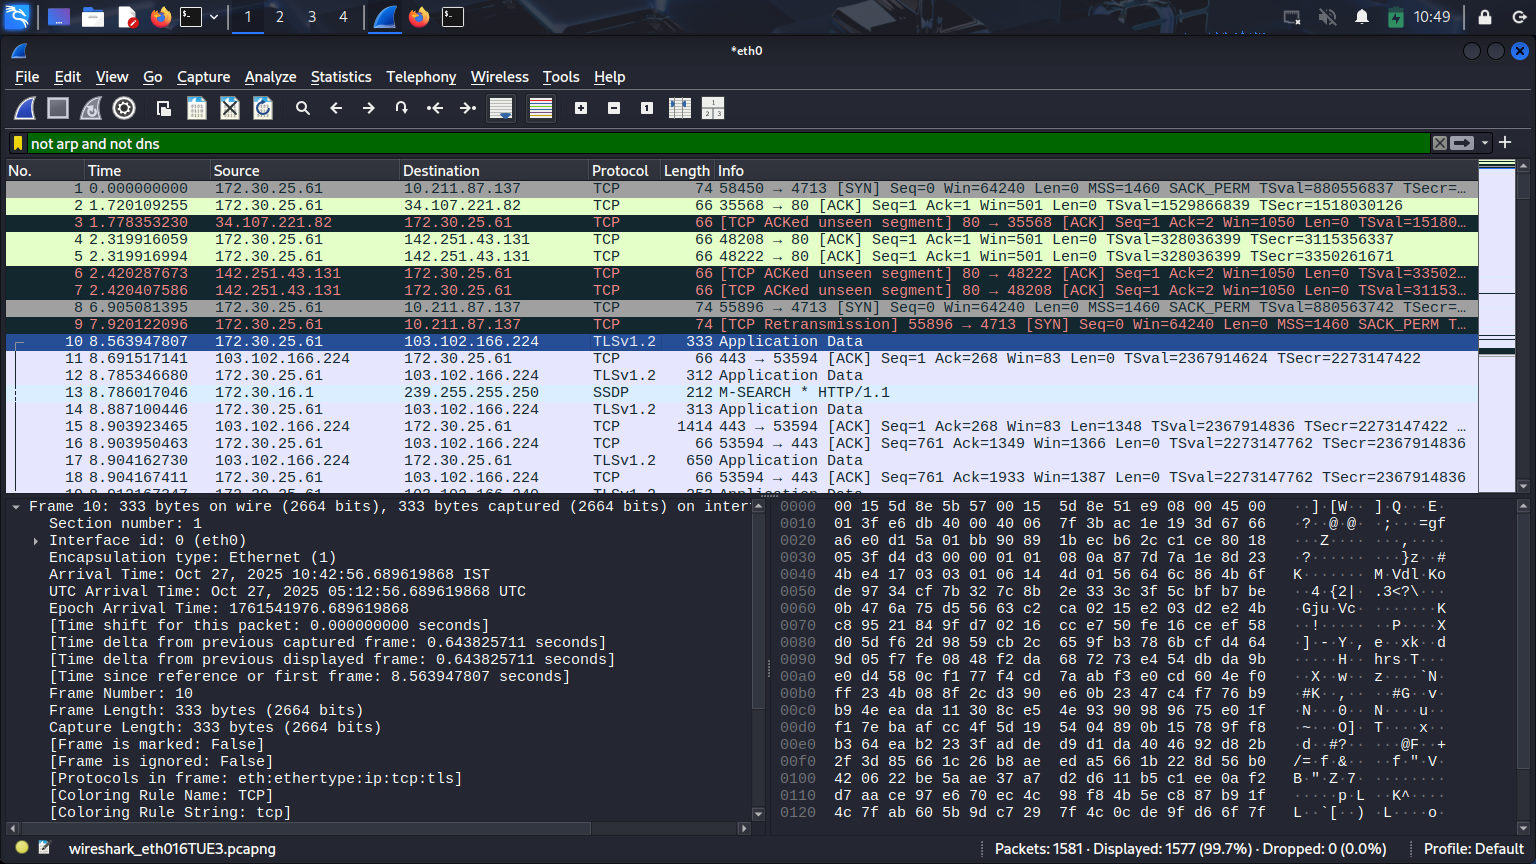 1 2 3 4 10:49
*eth0
File Edit View Go Capture Analyze Statistics Telephony Wireless Tools Help
not arp and not dns
No. Time Source Destination Protocol Length Info
1 0.000000000 172.30.25.61 10.211.87.137 TCP 74 58450 → 4713 [SYN] Seq=0 Win=64240 Len=0 MSS=1460 SACK_PERM TSval=880556837 TSecr=…
2 1.720109255 172.30.25.61 34.107.221.82 TCP 66 35568 → 80 [ACK] Seq=1 Ack=1 Win=501 Len=0 TSval=1529866839 TSecr=1518030126
3 1.778353230 34.107.221.82 172.30.25.61 TCP 66 [TCP ACKed unseen segment] 80 → 35568 [ACK] Seq=1 Ack=2 Win=1050 Len=0 TSval=15180…
4 2.319916059 172.30.25.61 142.251.43.131 TCP 66 48208 → 80 [ACK] Seq=1 Ack=1 Win=501 Len=0 TSval=328036399 TSecr=3115356337
5 2.319916994 172.30.25.61 142.251.43.131 TCP 66 48222 → 80 [ACK] Seq=1 Ack=1 Win=501 Len=0 TSval=328036399 TSecr=3350261671
6 2.420287673 142.251.43.131 172.30.25.61 TCP 66 [TCP ACKed unseen segment] 80 → 48222 [ACK] Seq=1 Ack=2 Win=1050 Len=0 TSval=33502…
7 2.420407586 142.251.43.131 172.30.25.61 TCP 66 [TCP ACKed unseen segment] 80 → 48208 [ACK] Seq=1 Ack=2 Win=1050 Len=0 TSval=31153…
8 6.905081395 172.30.25.61 10.211.87.137 TCP 74 55896 → 4713 [SYN] Seq=0 Win=64240 Len=0 MSS=1460 SACK_PERM TSval=880563742 TSecr=…
9 7.920122096 172.30.25.61 10.211.87.137 TCP 74 [TCP Retransmission] 55896 → 4713 [SYN] Seq=0 Win=64240 Len=0 MSS=1460 SACK_PERM T…
10 8.563947807 172.30.25.61 103.102.166.224 TLSv1.2 333 Application Data
11 8.691517141 103.102.166.224 172.30.25.61 TCP 66 443 → 53594 [ACK] Seq=1 Ack=268 Win=83 Len=0 TSval=2367914624 TSecr=2273147422
12 8.785346680 172.30.25.61 103.102.166.224 TLSv1.2 312 Application Data
13 8.786017046 172.30.16.1 239.255.255.250 SSDP 212 M-SEARCH * HTTP/1.1
14 8.887100446 172.30.25.61 103.102.166.224 TLSv1.2 313 Application Data
15 8.903923465 103.102.166.224 172.30.25.61 TCP 1414 443 → 53594 [ACK] Seq=1 Ack=268 Win=83 Len=1348 TSval=2367914836 TSecr=2273147422 …
16 8.903950463 172.30.25.61 103.102.166.224 TCP 66 53594 → 443 [ACK] Seq=761 Ack=1349 Win=1366 Len=0 TSval=2273147762 TSecr=2367914836
17 8.904162730 103.102.166.224 172.30.25.61 TLSv1.2 650 Application Data
18 8.904167411 172.30.25.61 103.102.166.224 TCP 66 53594 → 443 [ACK] Seq=761 Ack=1933 Win=1387 Len=0 TSval=2273147762 TSecr=2367914836
Frame 10: 333 bytes on wire (2664 bits), 333 bytes captured (2664 bits) on inter
Section number: 1
Interface id: 0 (eth0)
Encapsulation type: Ethernet (1)
Arrival Time: Oct 27, 2025 10:42:56.689619868 IST
UTC Arrival Time: Oct 27, 2025 05:12:56.689619868 UTC
Epoch Arrival Time: 1761541976.689619868
[Time shift for this packet: 0.000000000 seconds]
[Time delta from previous captured frame: 0.643825711 seconds]
[Time delta from previous displayed frame: 0.643825711 seconds]
[Time since reference or first frame: 8.563947807 seconds]
Frame Number: 10
Frame Length: 333 bytes (2664 bits)
Capture Length: 333 bytes (2664 bits)
[Frame is marked: False]
[Frame is ignored: False]
[Protocols in frame: eth:ethertype:ip:tcp:tls]
[Coloring Rule Name: TCP]
[Coloring Rule String: tcp]
0000 00 15 5d 8e 5b 57 00 15 5d 8e 51 e9 08 00 45 00 ··]·[W·· ]·Q···E·
0010 01 3f e6 db 40 00 40 06 7f 3b ac 1e 19 3d 67 66 ·?··@·@· ·;···=gf
0020 a6 e0 d1 5a 01 bb 90 89 1b ec b6 2c c1 ce 80 18 ···Z···· ···,····
0030 05 3f d4 d3 00 00 01 01 08 0a 87 7d 7a 1e 8d 23 ·?······ ···}z··#
0040 4b e4 17 03 03 01 06 14 4d 01 56 64 6c 86 4b 6f K······· M·Vdl·Ko
0050 de 97 34 cf 7b 32 7c 8b 2e 33 3c 3f 5c bf b7 be ··4·{2|· .3<?\···
0060 0b 47 6a 75 d5 56 63 c2 ca 02 15 e2 03 d2 e2 4b ·Gju·Vc· ·······K
0070 c8 95 21 84 9f d7 02 16 cc e7 50 fe 16 ce ef 58 ··!····· ··P····X
0080 d0 5d f6 2d 98 59 cb 2c 65 9f b3 78 6b cf d4 64 ·]·-·Y·, e··xk··d
0090 9d 05 f7 fe 08 48 f2 da 68 72 73 e4 54 db da 9b ·····H·· hrs·T···
00a0 e0 d4 58 0c f1 77 f4 cd 7a ab f3 e0 cd 60 4e f0 ··X··w·· z····`N·
00b0 ff 23 4b 08 8f 2c d3 90 e6 0b 23 47 c4 f7 76 b9 ·#K··,·· ··#G··v·
00c0 b9 4e ea da 11 30 8c e5 4e 93 90 98 96 75 e0 1f ·N···0·· N····u··
00d0 f1 7e ba af cc 4f 5d 19 54 04 89 0b 15 78 9f f8 ·~···O]· T····x··
00e0 b3 64 ea b2 23 3f ad de d9 d1 da 40 46 92 d8 2b ·d··#?·· ···@F··+
00f0 2f 3d 85 66 1c 26 b8 ae ed a5 66 1b 22 8d 56 b0 /=·f·&·· ··f·"·V·
0100 42 06 22 be 5a ae 37 a7 d2 d6 11 b5 c1 ee 0a f2 B·"·Z·7· ········
0110 d7 aa ce 97 e6 70 ec 4c 98 f4 4b 5e c8 87 b9 1f ·····p·L ··K^····
0120 4c 7f ab 60 5b 9d c7 29 7f 4c 0c de 9f d6 6f 7f L··`[··) ·L····o·
wireshark_eth016TUE3.pcapng Packets: 1581 · Displayed: 1577 (99.7%) · Dropped: 0 (0.0%) Profile: Default